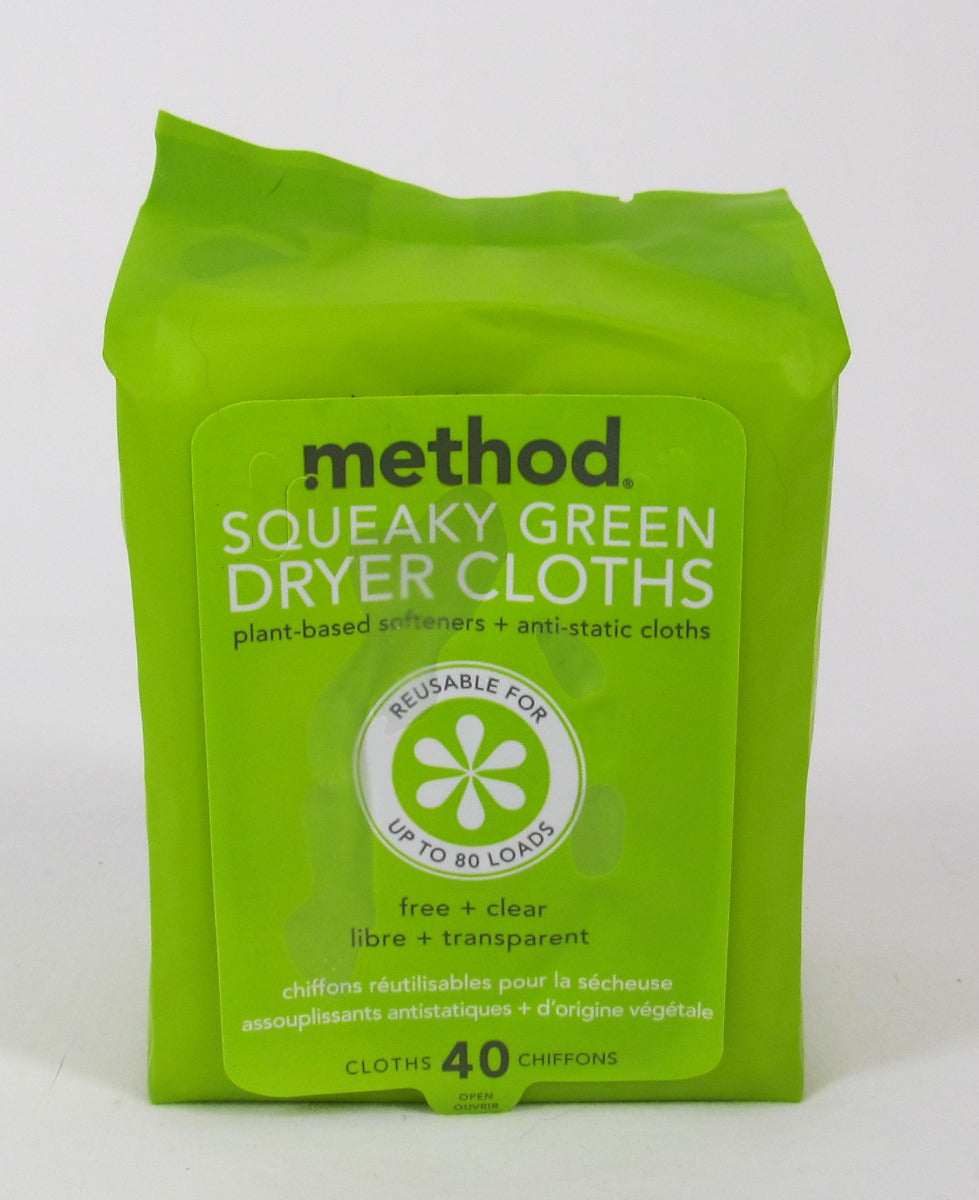 method®
SQUEAKY GREEN
DRYER CLOTHS
plant-based softeners + anti-static cloths
REUSABLE FOR
UP TO 80 LOADS
free + clear
libre + transparent
chiffons réutilisables pour la sécheuse
assouplissants antistatiques + d'origine végétale
CLOTHS 40 CHIFFONS
OPEN
OUVRIR